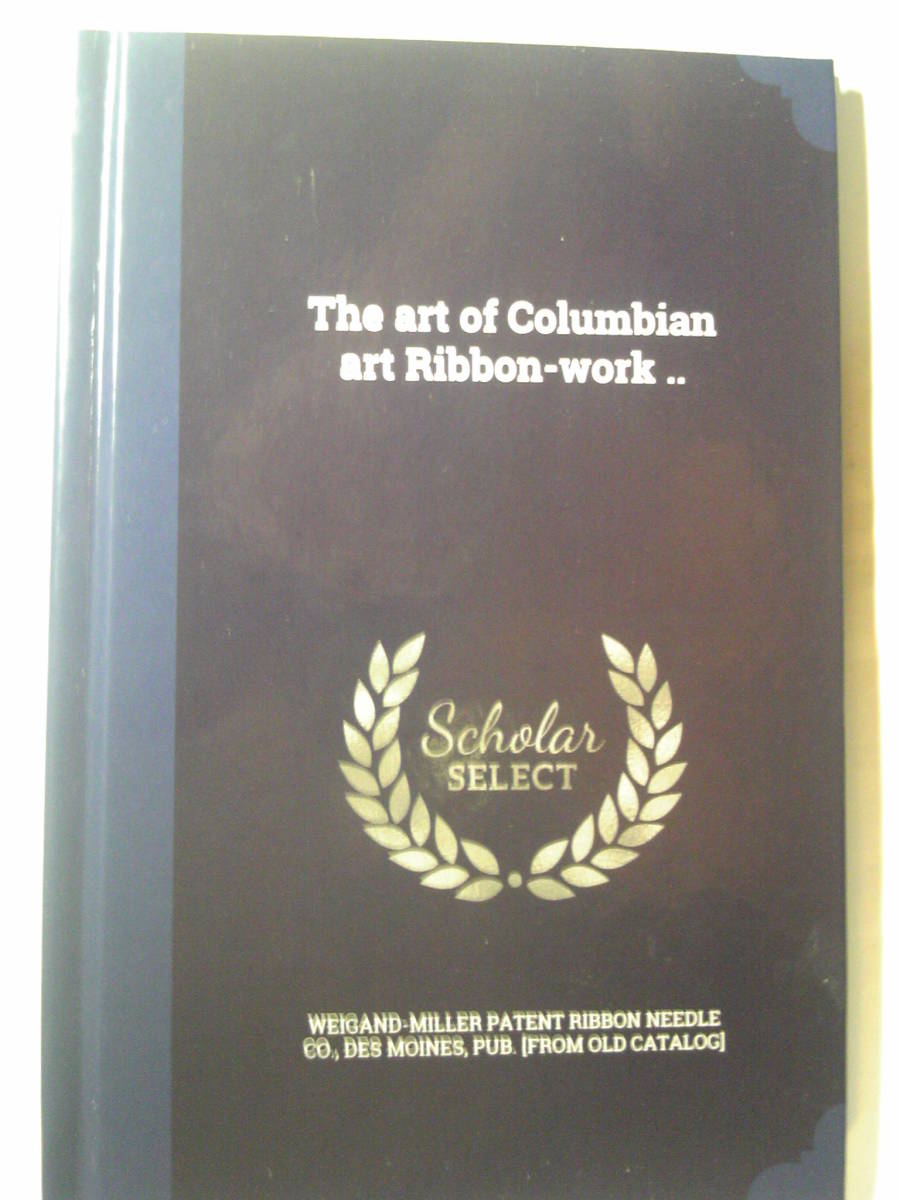 The art of Columbian
art Ribbon-work ..
Scholar
SELECT
WEIGAND-MILLER PATENT RIBBON NEEDLE
CO., DES MOINES, PUB. [FROM OLD CATALOG]